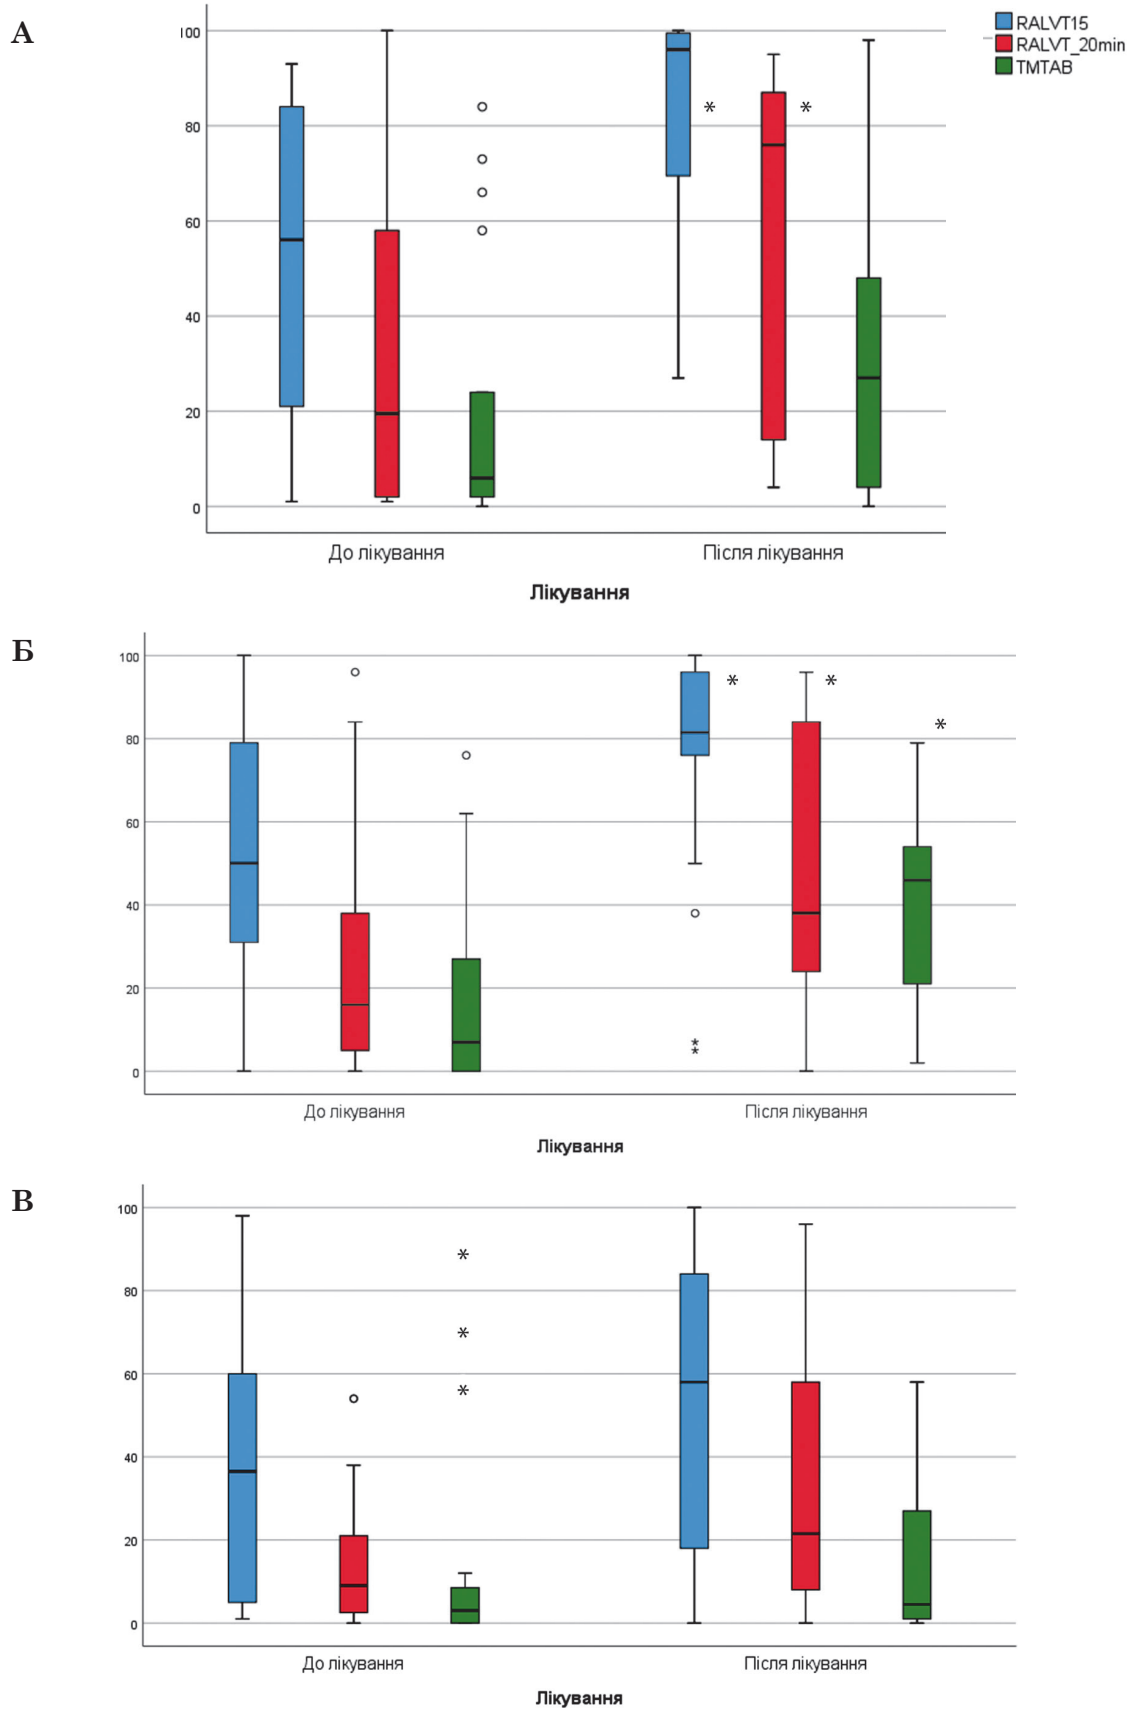 А
RALVT15
RALVT_20min
TMTAB
100
80
60
40
20
0
* *
До лікування Після лікування
Лікування
Б
100
80
60
40
20
0
* * *
*
*
До лікування Після лікування
Лікування
В
100
80
60
40
20
0
*
*
*
До лікування Після лікування
Лікування